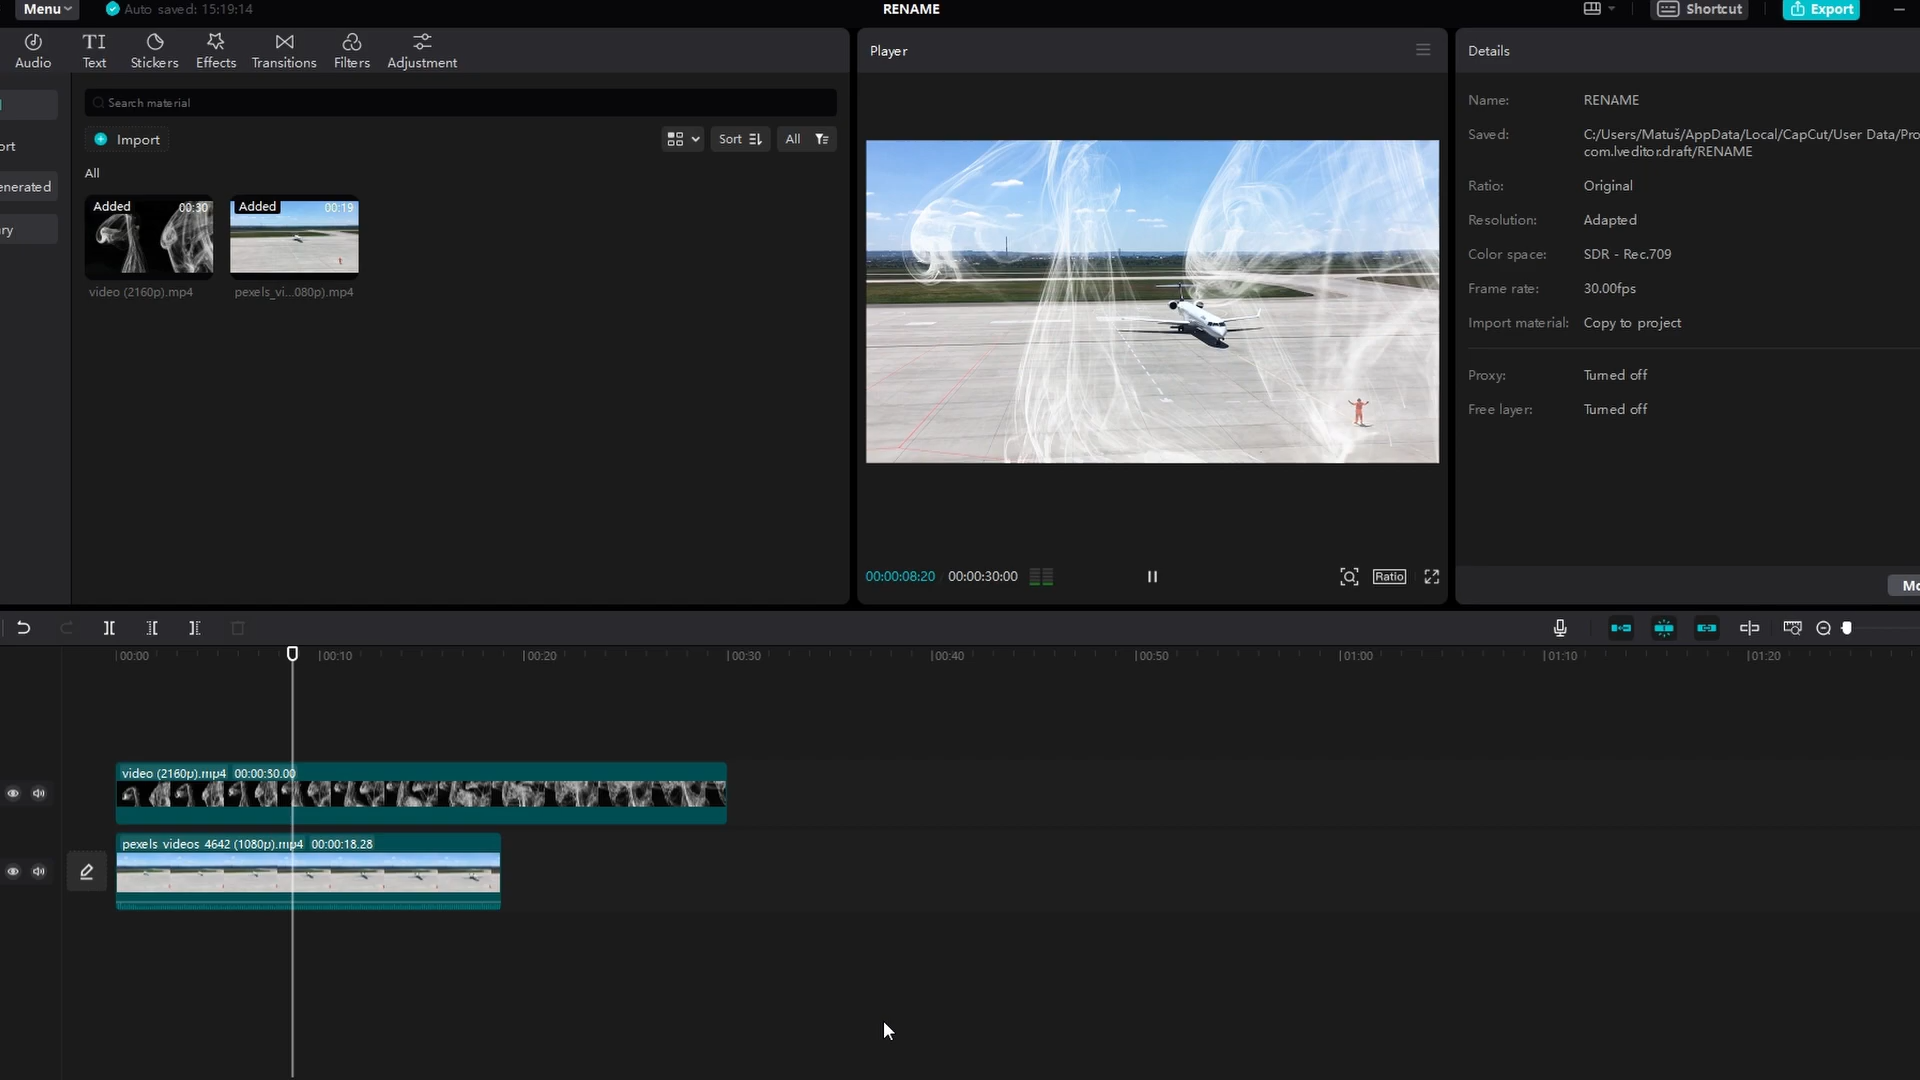 Menu
Auto saved: 15:19:14
RENAME
Shortcut
Export
Audio
Text
Stickers
Effects
Transitions
Filters
Adjustment
ort
enerated
ry
Search material
Import
Sort
All
All
Added 00:30
Added 00:19
video (2160p).mp4
pexels_vi...080p).mp4
Player
00:00:08:20
00:00:30:00
Ratio
Details
Name: RENAME
Saved: C:/Users/Matuš/AppData/Local/CapCut/User Data/Pro
com.lveditor.draft/RENAME
Ratio: Original
Resolution: Adapted
Color space: SDR - Rec.709
Frame rate: 30.00fps
Import material: Copy to project
Proxy: Turned off
Free layer: Turned off
Mo
00:00
00:10
00:20
00:30
00:40
00:50
01:00
01:10
01:20
video (2160p).mp4 00:00:30.00
pexels videos 4642 (1080p).mp4 00:00:18.28